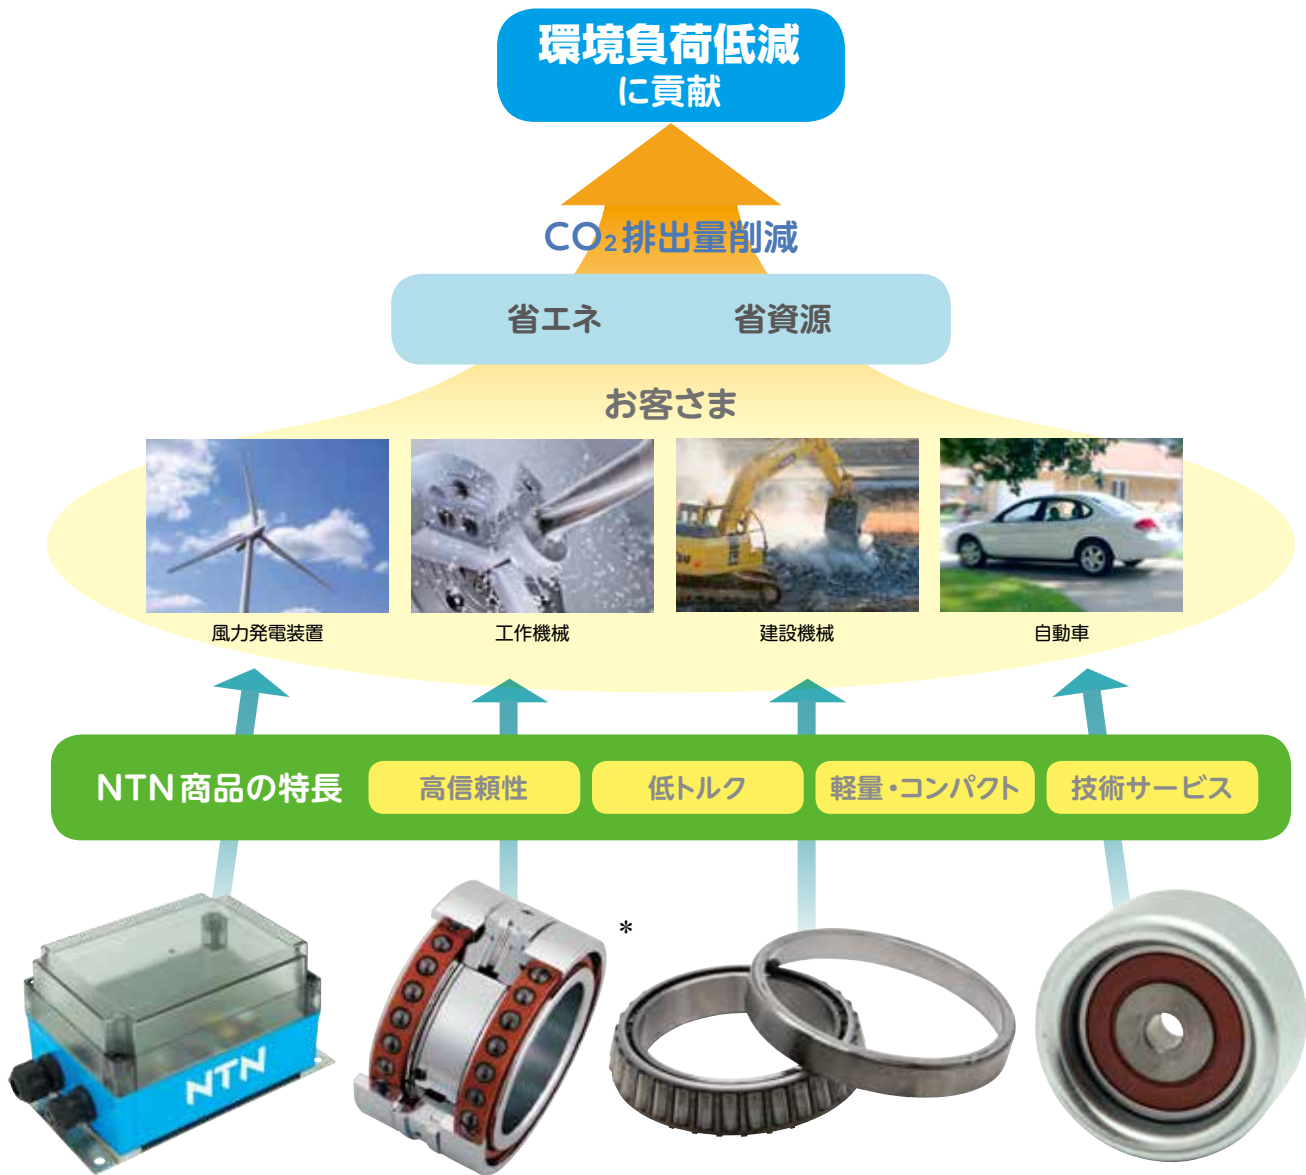 環境負荷低減
に貢献
CO₂排出量削減
省エネ 省資源
お客さま
風力発電装置 工作機械 建設機械 自動車
NTN商品の特長 高信頼性 低トルク 軽量・コンパクト 技術サービス
*
NTN